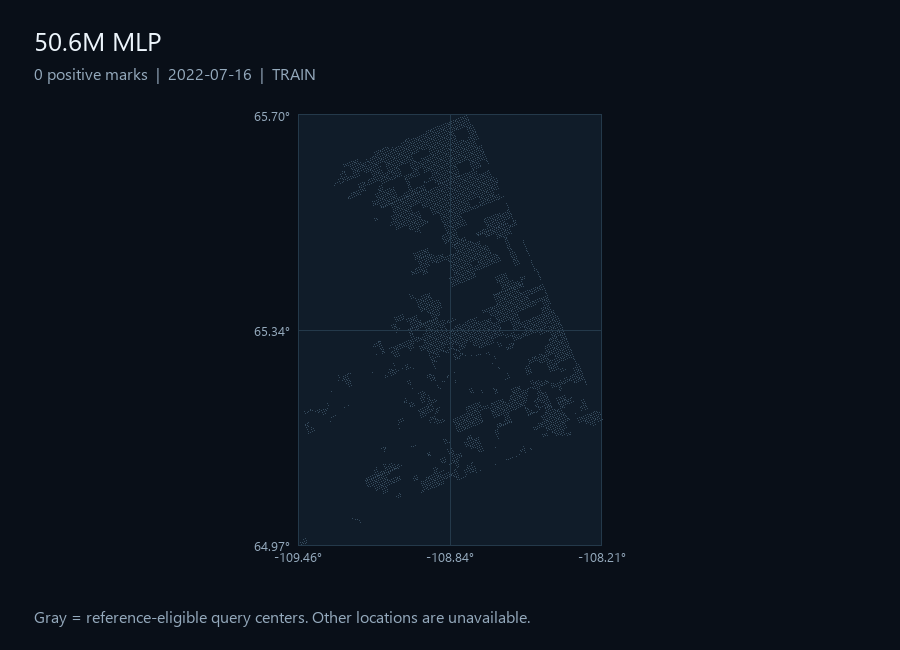 50.6M MLP
0 positive marks | 2022-07-16 | TRAIN
65.70°
65.34°
64.97°
-109.46° -108.84° -108.21°
Gray = reference-eligible query centers. Other locations are unavailable.